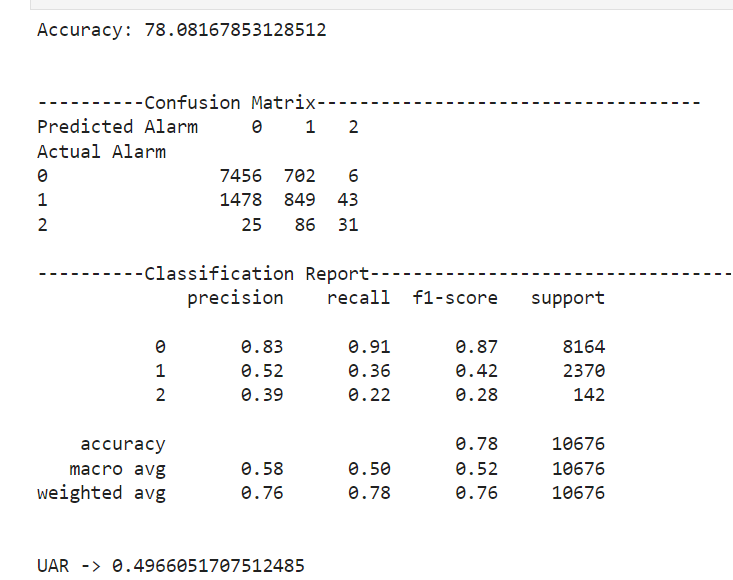 Accuracy: 78.08167853128512
----------Confusion Matrix------------------------------------
Predicted Alarm 0 1 2
Actual Alarm
0 7456 702 6
1 1478 849 43
2 25 86 31
----------Classification Report----------------------------------
precision recall f1-score support
0 0.83 0.91 0.87 8164
1 0.52 0.36 0.42 2370
2 0.39 0.22 0.28 142
accuracy 0.78 10676
macro avg 0.58 0.50 0.52 10676
weighted avg 0.76 0.78 0.76 10676
UAR -> 0.4966051707512485